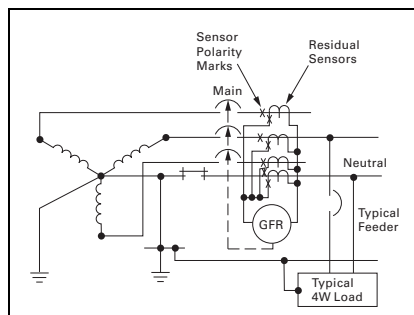 Sensor
Polarity
Marks
Residual
Sensors
Main
Neutral
Typical
Feeder
GFR
Typical
4W Load